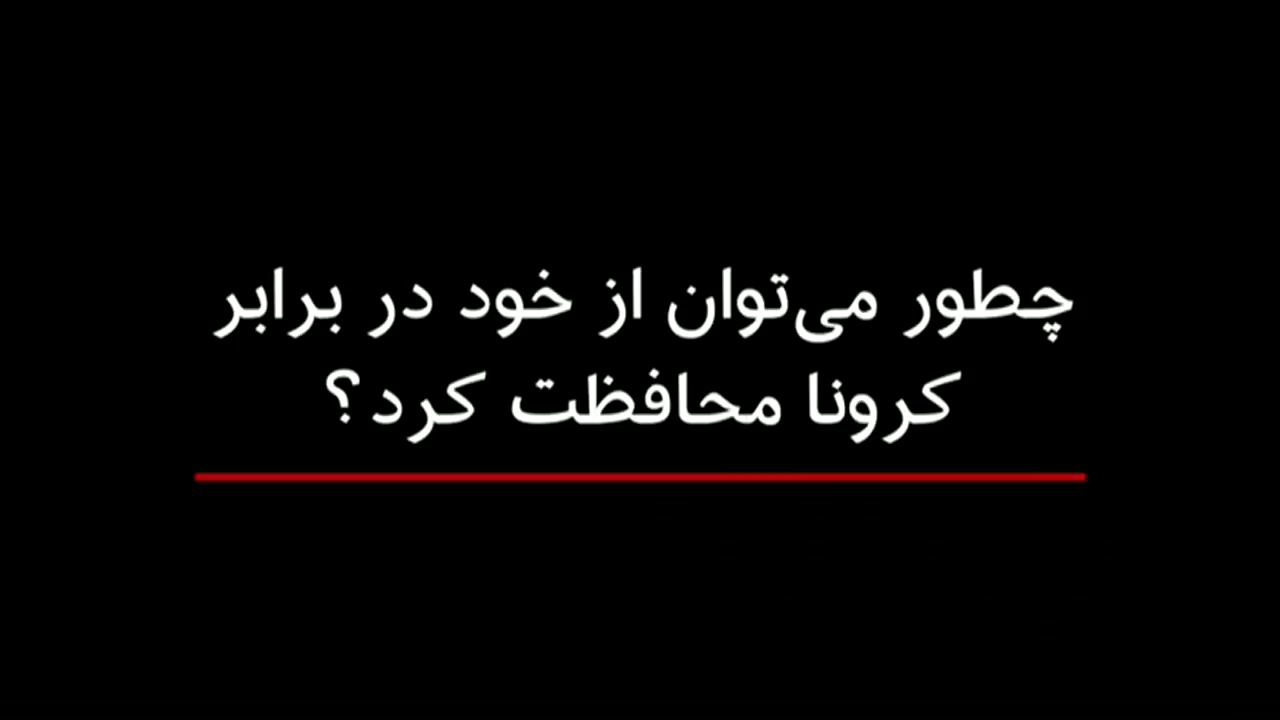 چطور می‌توان از خود در برابر
کرونا محافظت کرد؟